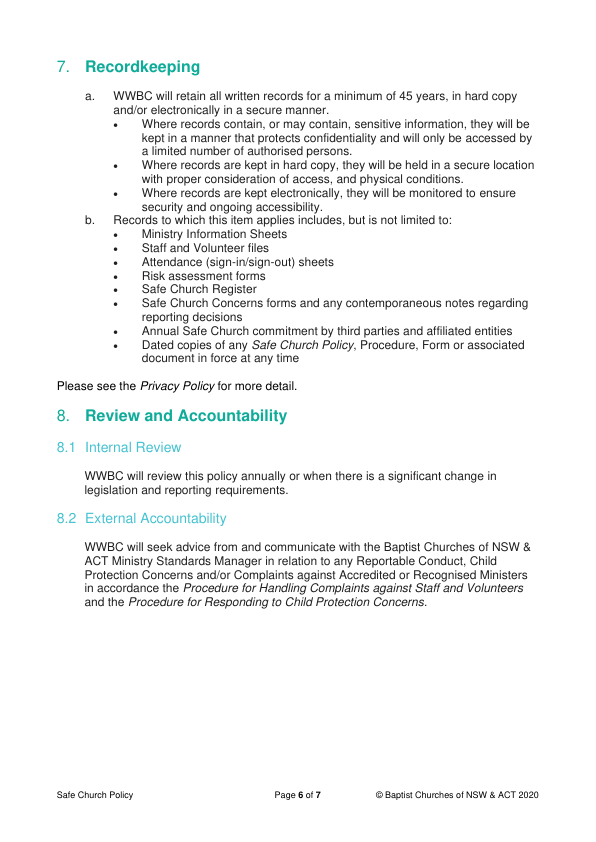 7. Recordkeeping
a. WWBC will retain all written records for a minimum of 45 years, in hard copy
and/or electronically in a secure manner.
• Where records contain, or may contain, sensitive information, they will be
kept in a manner that protects confidentiality and will only be accessed by
a limited number of authorised persons.
• Where records are kept in hard copy, they will be held in a secure location
with proper consideration of access, and physical conditions.
• Where records are kept electronically, they will be monitored to ensure
security and ongoing accessibility.
b. Records to which this item applies includes, but is not limited to:
• Ministry Information Sheets
• Staff and Volunteer files
• Attendance (sign-in/sign-out) sheets
• Risk assessment forms
• Safe Church Register
• Safe Church Concerns forms and any contemporaneous notes regarding
reporting decisions
• Annual Safe Church commitment by third parties and affiliated entities
• Dated copies of any Safe Church Policy, Procedure, Form or associated
document in force at any time
Please see the Privacy Policy for more detail.
8. Review and Accountability
8.1 Internal Review
WWBC will review this policy annually or when there is a significant change in
legislation and reporting requirements.
8.2 External Accountability
WWBC will seek advice from and communicate with the Baptist Churches of NSW &
ACT Ministry Standards Manager in relation to any Reportable Conduct, Child
Protection Concerns and/or Complaints against Accredited or Recognised Ministers
in accordance the Procedure for Handling Complaints against Staff and Volunteers
and the Procedure for Responding to Child Protection Concerns.
Safe Church Policy Page 6 of 7 © Baptist Churches of NSW & ACT 2020